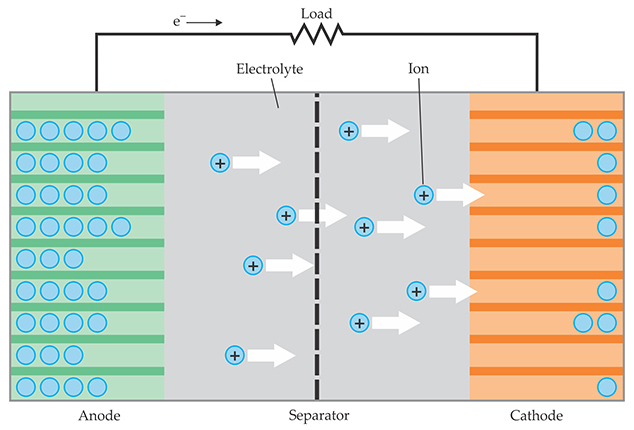 Load
e⁻
Electrolyte
Ion
+
+
+
+
+
+
+
+
+
Anode
Separator
Cathode